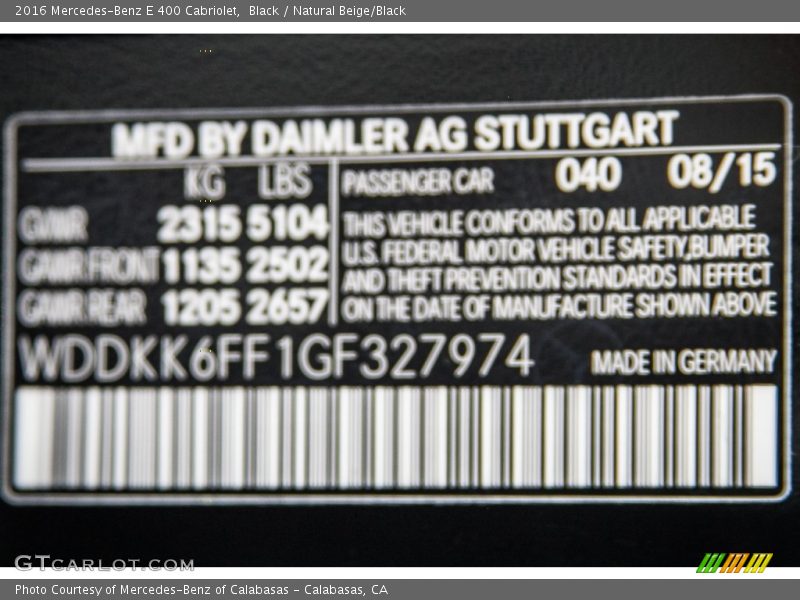 2016 Mercedes-Benz E 400 Cabriolet,  Black / Natural Beige/Black
MFD BY DAIMLER AG STUTTGART
KG LBS PASSENGER CAR 040 08/15
GVWR 2315 5104 THIS VEHICLE CONFORMS TO ALL APPLICABLE
U.S. FEDERAL MOTOR VEHICLE SAFETY,BUMPER
GAWR FRONT 1135 2502 AND THEFT PREVENTION STANDARDS IN EFFECT
GAWR REAR 1205 2657 ON THE DATE OF MANUFACTURE SHOWN ABOVE
WDDKK6FF1GF327974 MADE IN GERMANY
GTCARLOT.COM
Photo Courtesy of Mercedes-Benz of Calabasas - Calabasas, CA